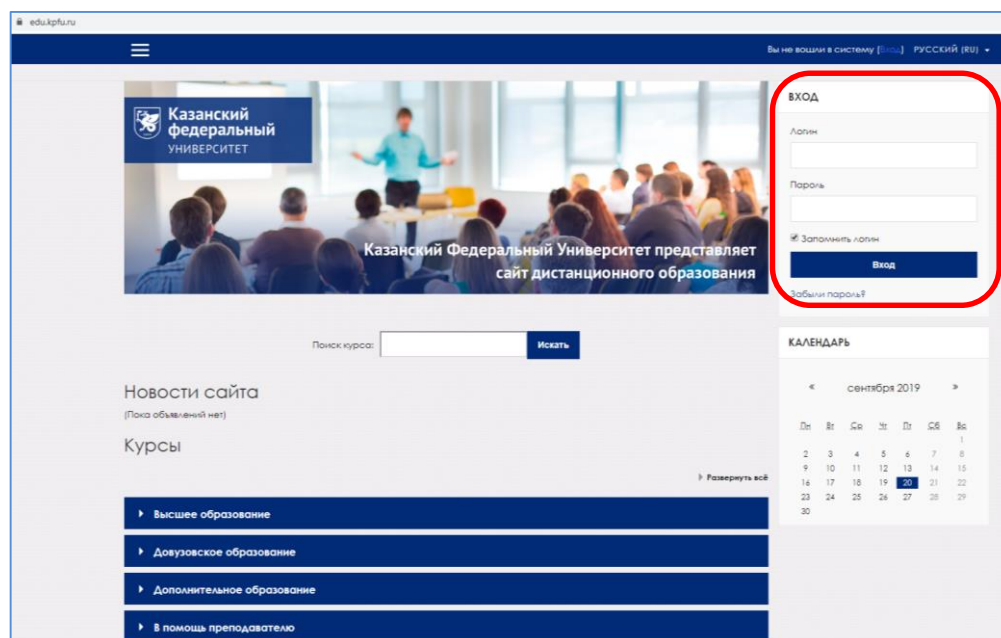 edu.kpfu.ru
Вы не вошли в систему (Вход) РУССКИЙ (RU)
Казанский
федеральный
УНИВЕРСИТЕТ
Казанский Федеральный Университет представляет
сайт дистанционного образования
ВХОД
Логин
Пароль
Запомнить логин
Вход
Забыли пароль?
Поиск курса:
Искать
Новости сайта
(Пока объявлений нет)
Курсы
Развернуть всё
Высшее образование
Довузовское образование
Дополнительное образование
В помощь преподавателю
КАЛЕНДАРЬ
« сентября 2019 »
Пн Вт Ср Чт Пт Сб Вс
1
2 3 4 5 6 7 8
9 10 11 12 13 14 15
16 17 18 19 20 21 22
23 24 25 26 27 28 29
30